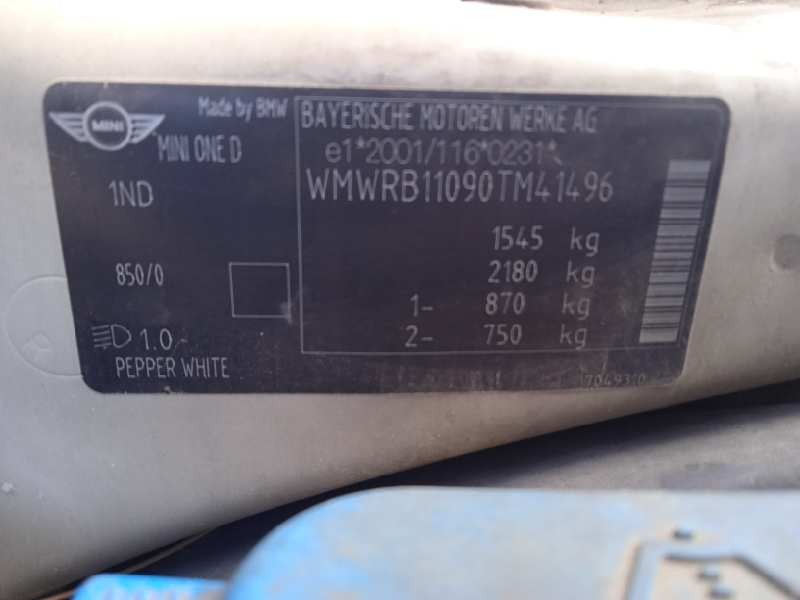 MINI
Made by BMW
MINI ONE D
1ND
850/0
1.0
PEPPER WHITE
BAYERISCHE MOTOREN WERKE AG
e1*2001/116*0231*
WMWRB11090TM41496
1545 kg
2180 kg
1- 870 kg
2- 750 kg